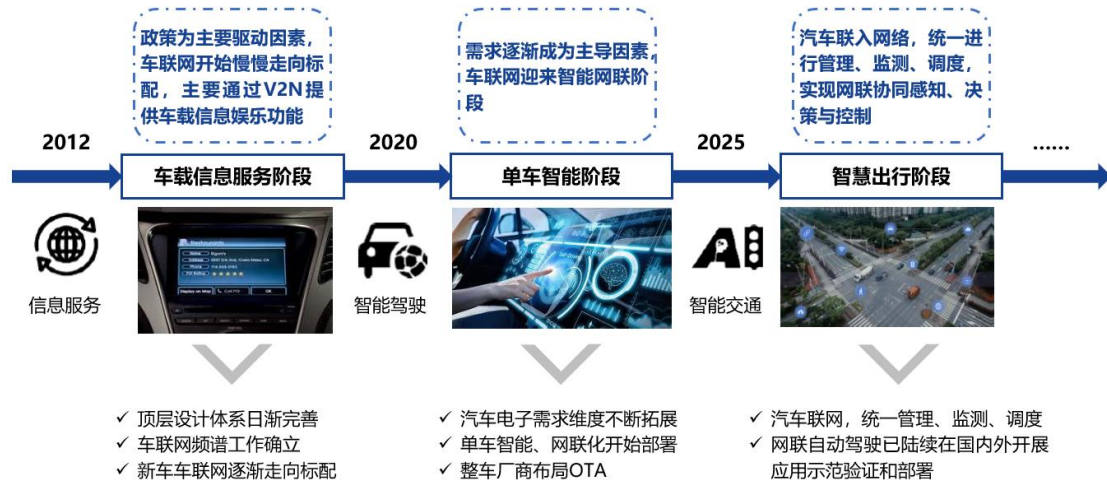 政策为主要驱动因素，
车联网开始慢慢走向标
配，主要通过V2N提
供车载信息娱乐功能
需求逐渐成为主导因素，
车联网迎来智能网联阶
段
汽车联入网络，统一进
行管理、监测、调度，
实现网联协同感知、决
策与控制
2012
2020
2025
……
车载信息服务阶段
单车智能阶段
智慧出行阶段
信息服务
Restaurants
Name
Address
Phone
Display on Map
Call POI
OK
智能驾驶
智能交通
✓ 顶层设计体系日渐完善
✓ 车联网频谱工作确立
✓ 新车车联网逐渐走向标配
✓ 汽车电子需求维度不断拓展
✓ 单车智能、网联化开始部署
✓ 整车厂商布局OTA
✓ 汽车联网，统一管理、监测、调度
✓ 网联自动驾驶已陆续在国内外开展
应用示范验证和部署